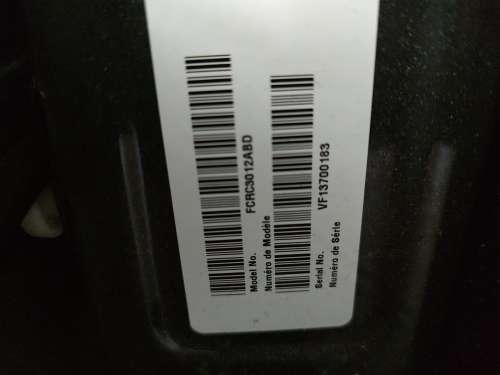 Model No. FCRC3012ABD
Numéro de Modèle
Serial No. VF13700183
Numéro de Série